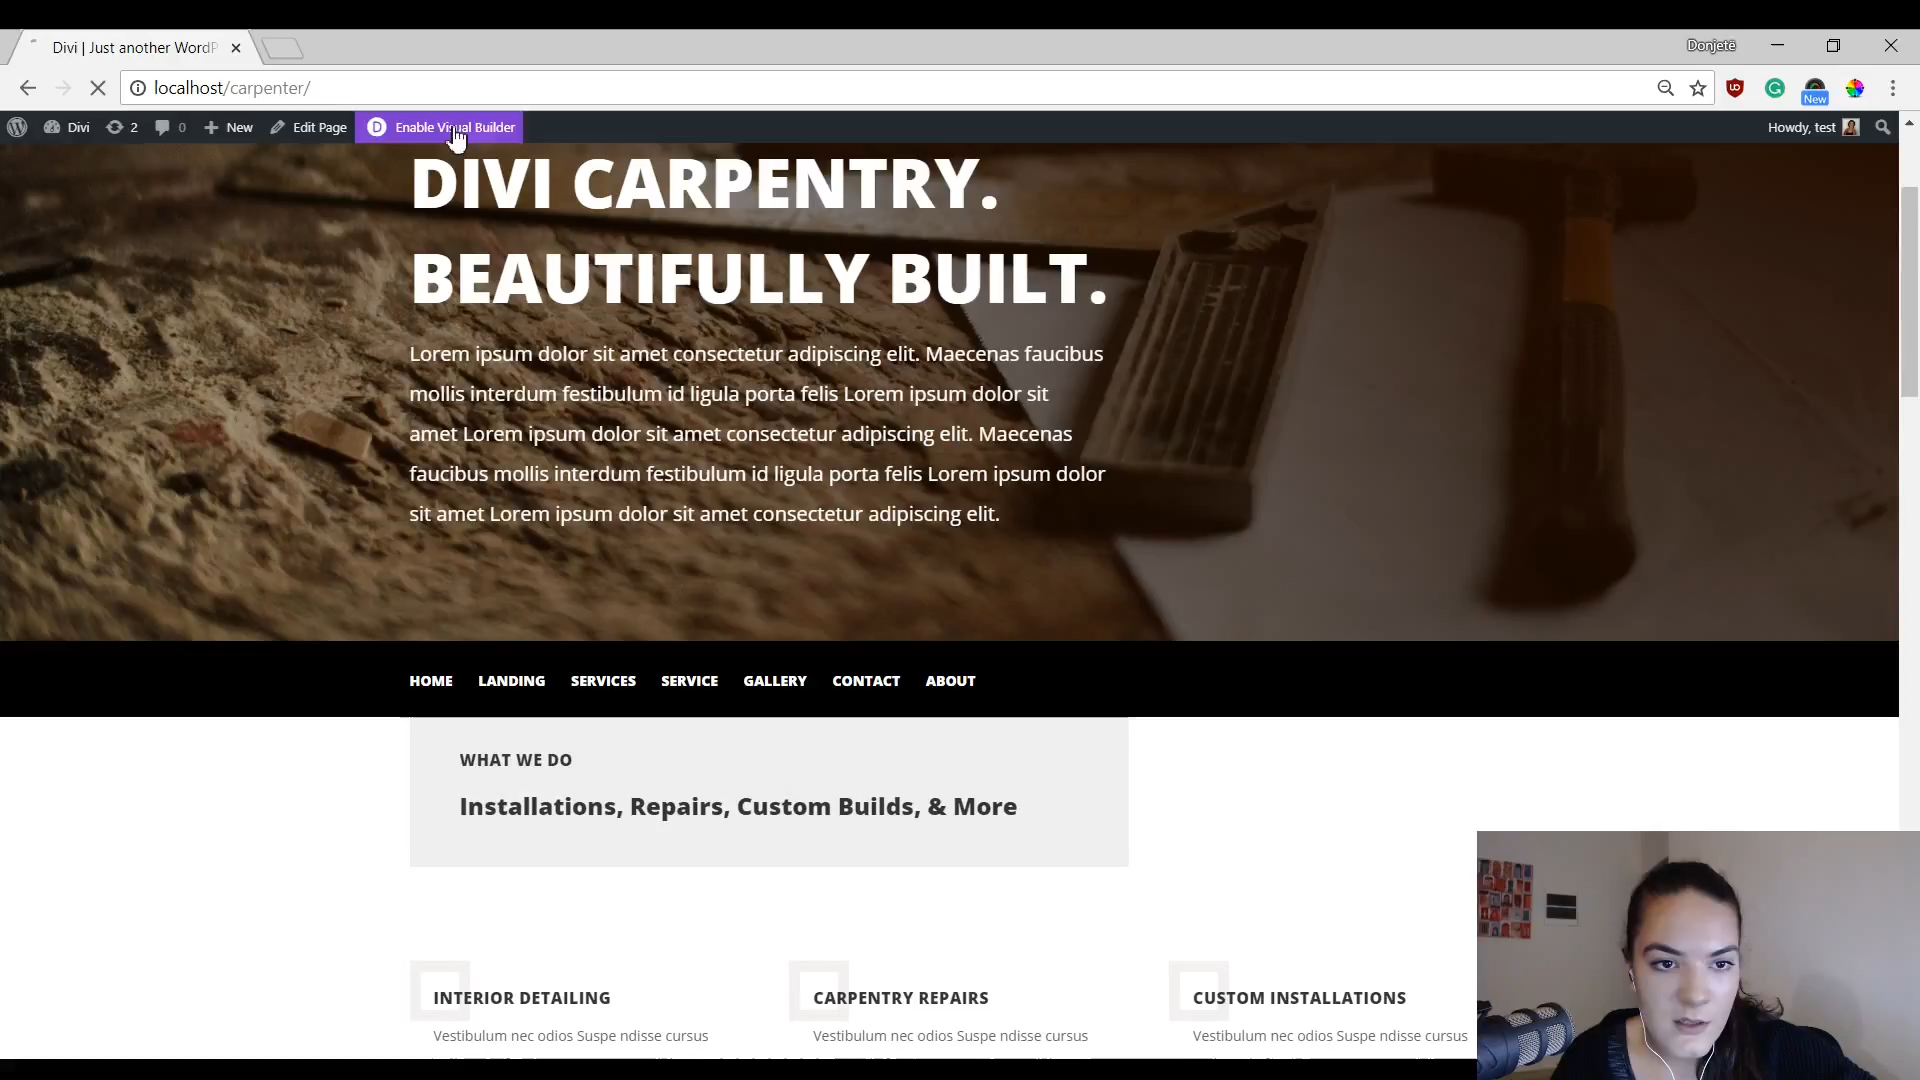 Divi | Just another WordP
Donjetë
localhost/carpenter/
New
Divi 2 0 New Edit Page D Enable Visual Builder Howdy, test
DIVI CARPENTRY.
BEAUTIFULLY BUILT.
Lorem ipsum dolor sit amet consectetur adipiscing elit. Maecenas faucibus
mollis interdum festibulum id ligula porta felis Lorem ipsum dolor sit
amet Lorem ipsum dolor sit amet consectetur adipiscing elit. Maecenas
faucibus mollis interdum festibulum id ligula porta felis Lorem ipsum dolor
sit amet Lorem ipsum dolor sit amet consectetur adipiscing elit.
HOME LANDING SERVICES SERVICE GALLERY CONTACT ABOUT
WHAT WE DO
Installations, Repairs, Custom Builds, & More
INTERIOR DETAILING
Vestibulum nec odios Suspe ndisse cursus
CARPENTRY REPAIRS
Vestibulum nec odios Suspe ndisse cursus
CUSTOM INSTALLATIONS
Vestibulum nec odios Suspe ndisse cursus